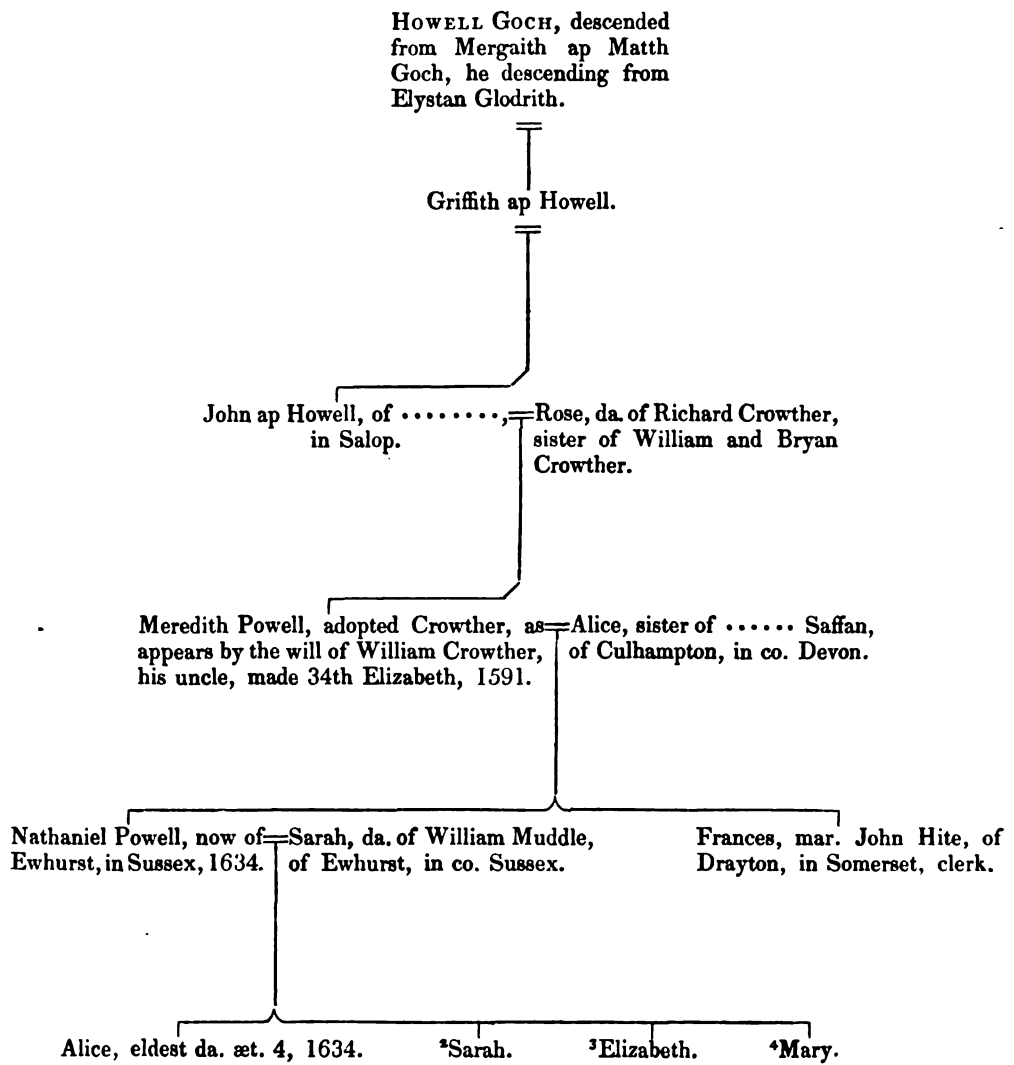 HOWELL GOCH, descended
from Mergaith ap Matth
Goch, he descending from
Elystan Glodrith.
Griffith ap Howell.
John ap Howell, of ........,
in Salop.
Rose, da. of Richard Crowther,
sister of William and Bryan
Crowther.
Meredith Powell, adopted Crowther, as
appears by the will of William Crowther,
his uncle, made 34th Elizabeth, 1591.
Alice, sister of ...... Saffan,
of Culhampton, in co. Devon.
Nathaniel Powell, now of
Ewhurst, in Sussex, 1634.
Sarah, da. of William Muddle,
of Ewhurst, in co. Sussex.
Frances, mar. John Hite, of
Drayton, in Somerset, clerk.
Alice, eldest da. æt. 4, 1634.
²Sarah.
³Elizabeth.
⁴Mary.